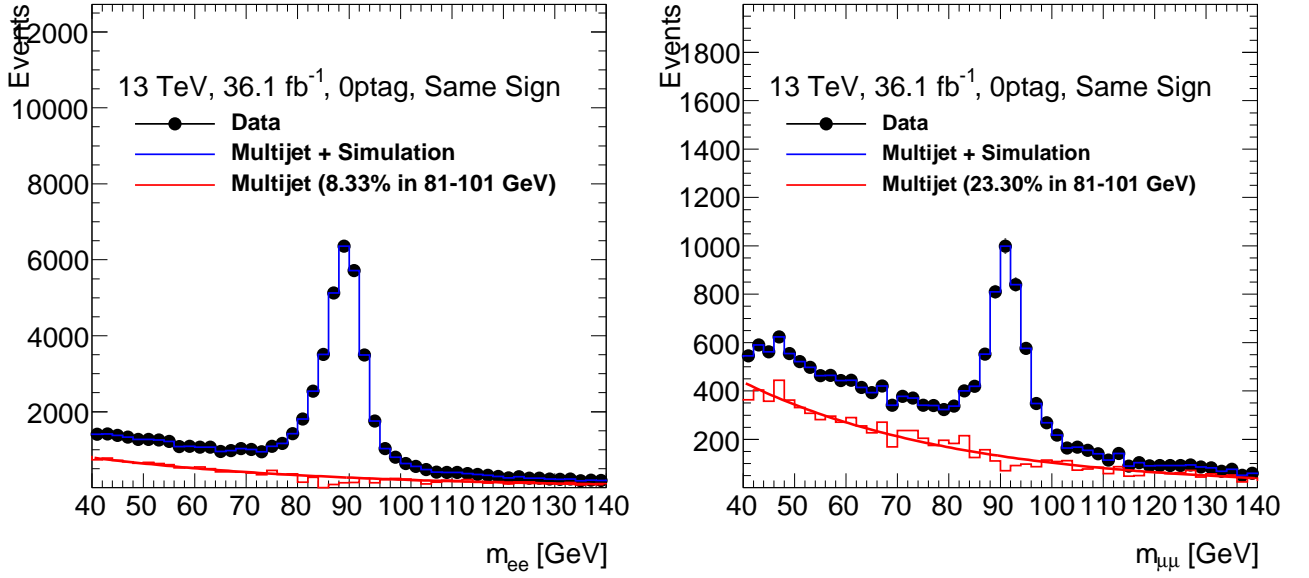 Events
2000
4000
6000
8000
10000
12000
13 TeV, 36.1 fb⁻¹, 0ptag, Same Sign
Data
Multijet + Simulation
Multijet (8.33% in 81-101 GeV)
40 50 60 70 80 90 100 110 120 130 140
m_ee [GeV]
Events
200
400
600
800
1000
1200
1400
1600
1800
13 TeV, 36.1 fb⁻¹, 0ptag, Same Sign
Data
Multijet + Simulation
Multijet (23.30% in 81-101 GeV)
40 50 60 70 80 90 100 110 120 130 140
m_μμ [GeV]